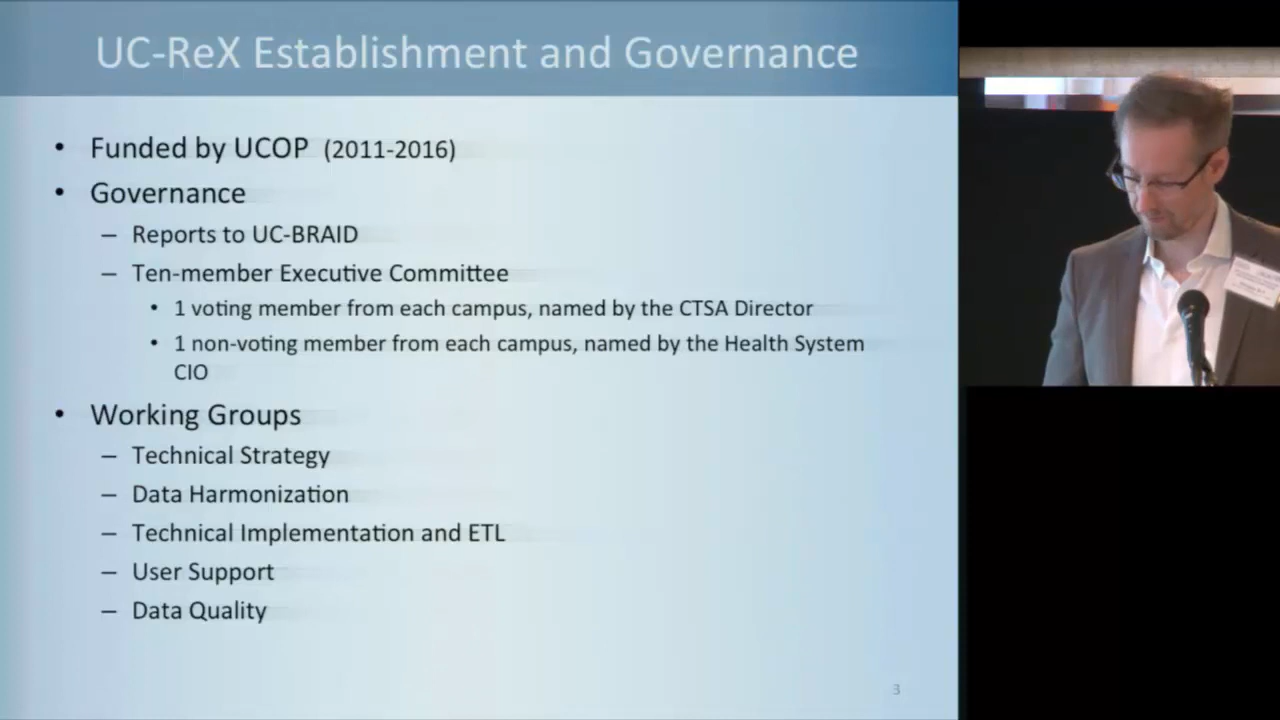 UC-ReX Establishment and Governance
• Funded by UCOP (2011-2016)
• Governance
– Reports to UC-BRAID
– Ten-member Executive Committee
• 1 voting member from each campus, named by the CTSA Director
• 1 non-voting member from each campus, named by the Health System
CIO
• Working Groups
– Technical Strategy
– Data Harmonization
– Technical Implementation and ETL
– User Support
– Data Quality
3